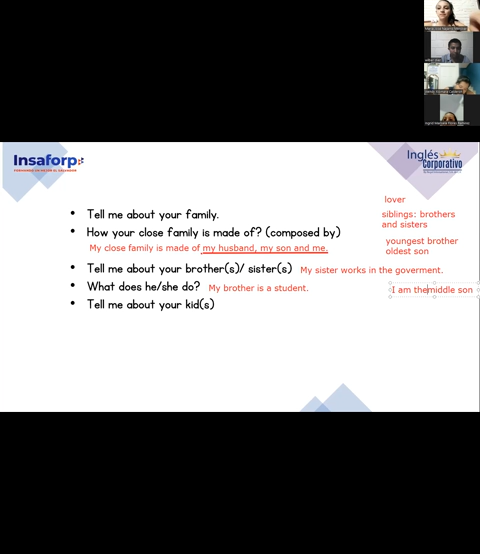 Insaforp
Inglés
Corporativo
lover
• Tell me about your family.
siblings: brothers
and sisters
• How your close family is made of? (composed by)
My close family is made of my husband, my son and me.
youngest brother
oldest son
• Tell me about your brother(s)/ sister(s)
My sister works in the goverment.
• What does he/she do?
My brother is a student.
I am the middle son
• Tell me about your kid(s)